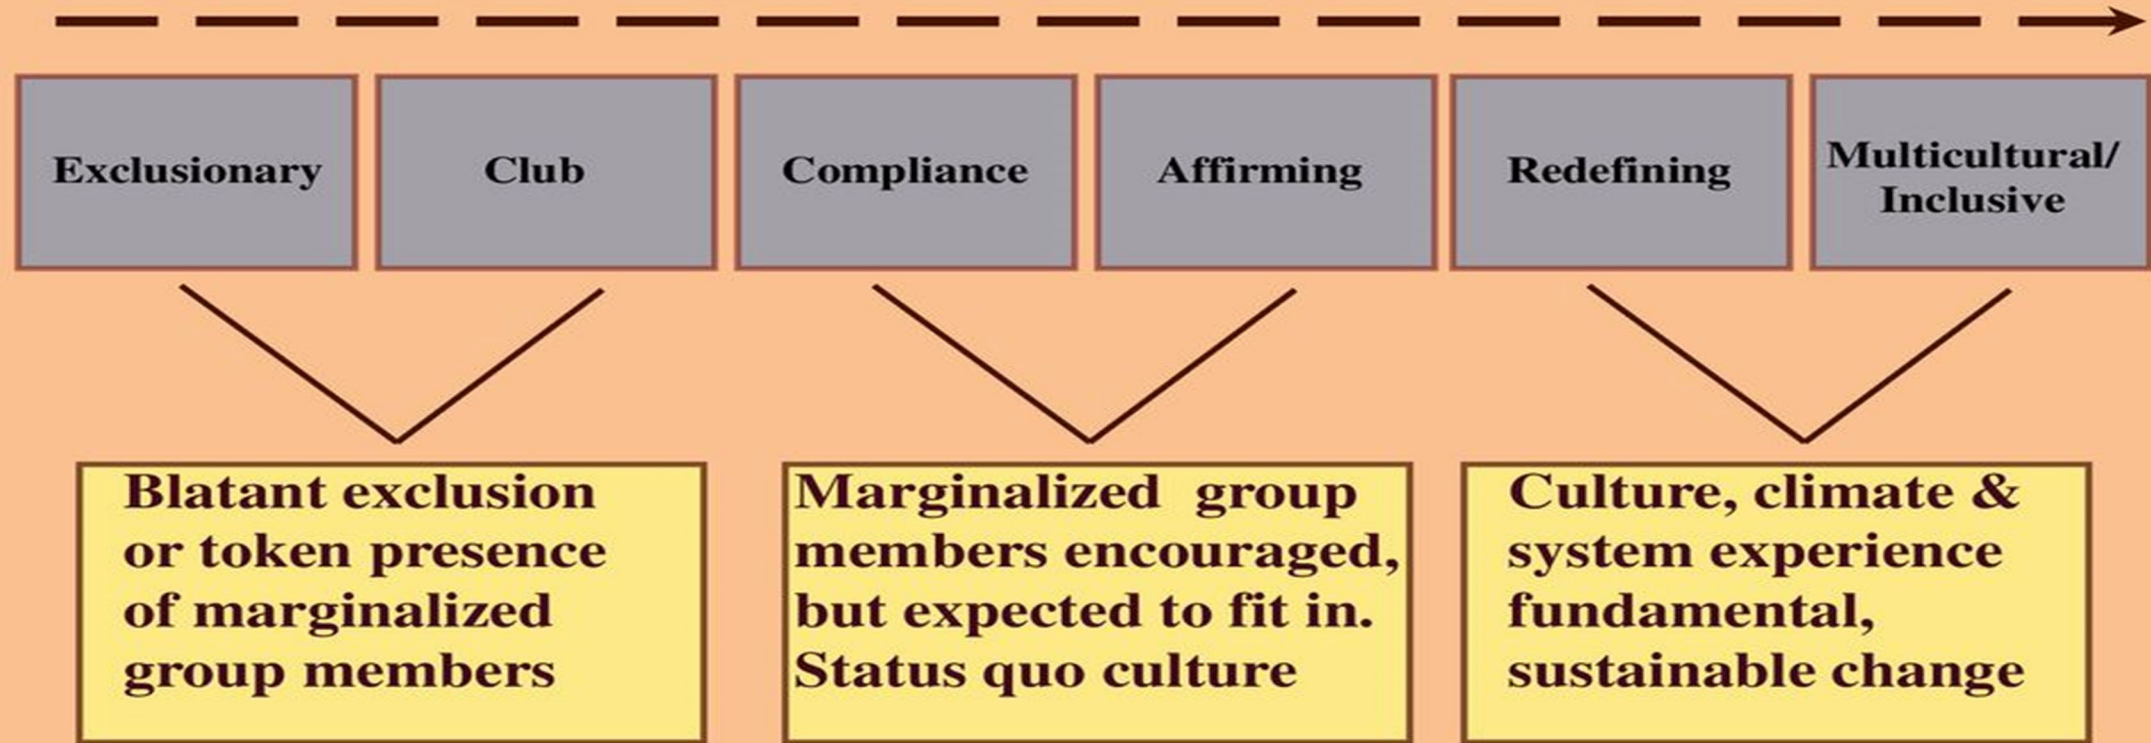 Exclusionary
Club
Compliance
Affirming
Redefining
Multicultural/
Inclusive
Blatant exclusion
or token presence
of marginalized
group members
Marginalized group
members encouraged,
but expected to fit in.
Status quo culture
Culture, climate &
system experience
fundamental,
sustainable change